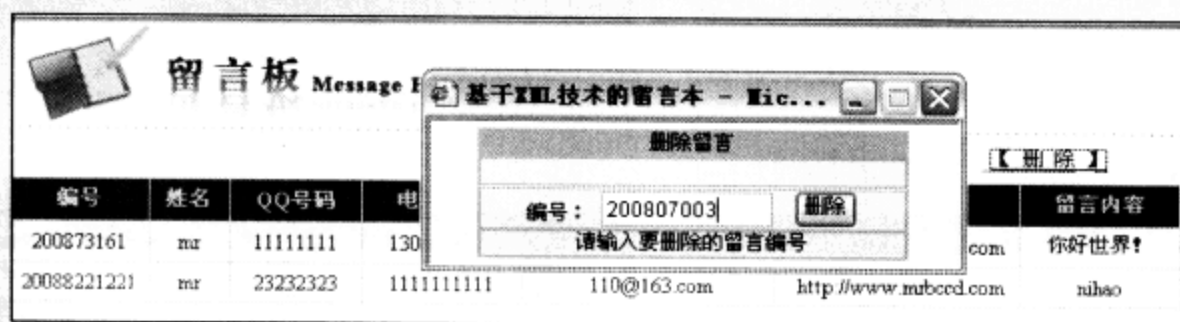 留言板 Message
基于XML技术的留言本 - Mic...
删除留言
【 删 除 】
编号 姓名 QQ号码 电 留言内容
编号： 200807003 删除
200873161 mr 11111111 130 com 你好世界！
请输入要删除的留言编号
20088221221 mr 23232323 1111111111 110@163.com http://www.mrbccd.com nihao